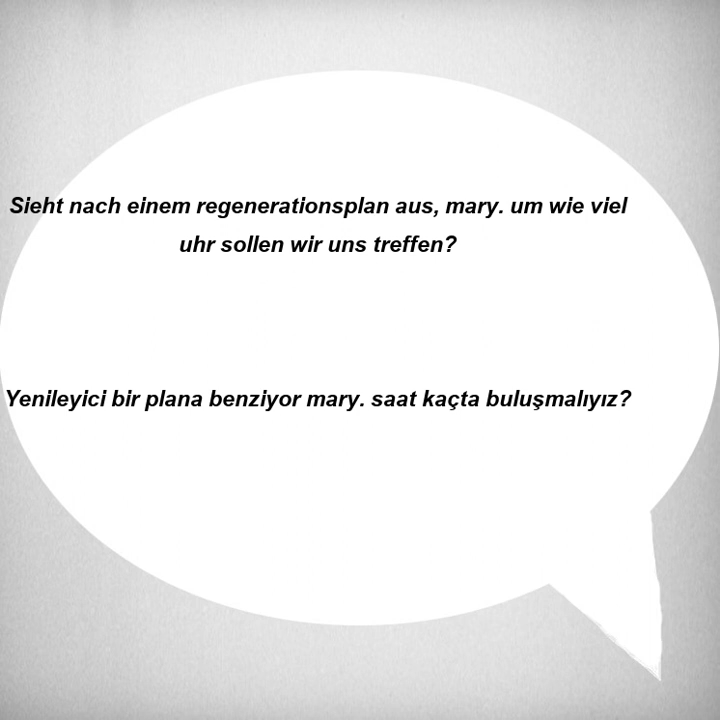 Sieht nach einem regenerationsplan aus, mary. um wie viel
uhr sollen wir uns treffen?
Yenileyici bir plana benziyor mary. saat kaçta buluşmalıyız?